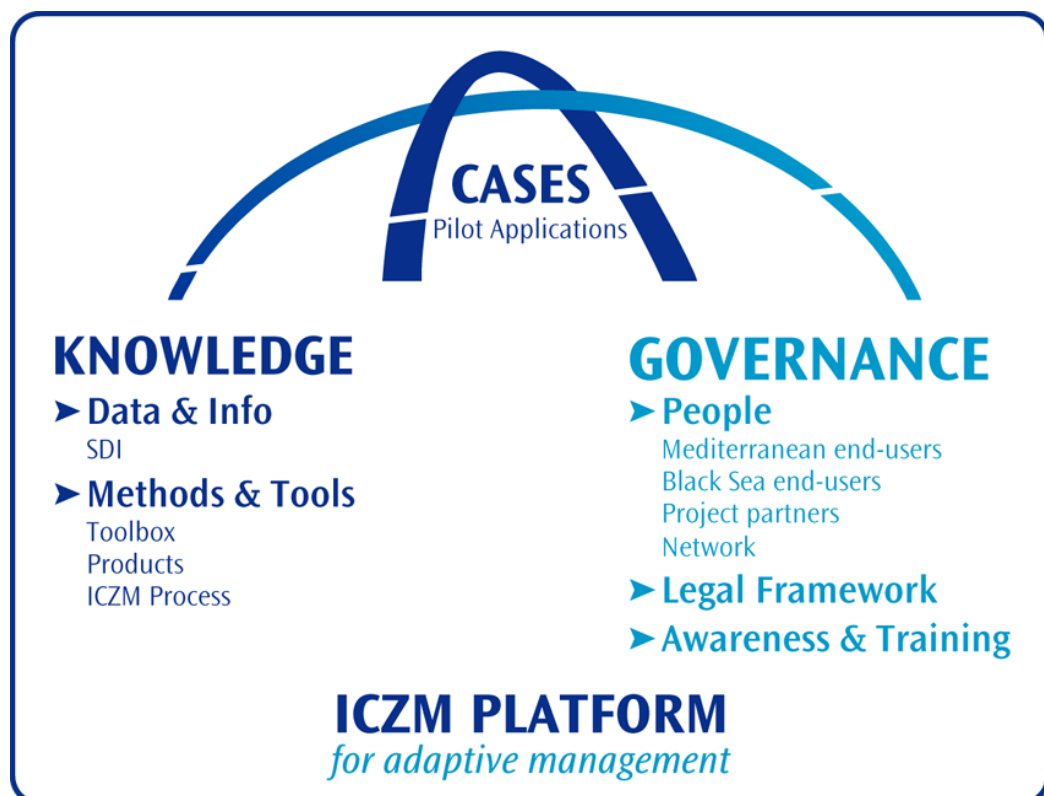 CASES
Pilot Applications
KNOWLEDGE
➤ Data & Info
SDI
➤ Methods & Tools
Toolbox
Products
ICZM Process
GOVERNANCE
➤ People
Mediterranean end-users
Black Sea end-users
Project partners
Network
➤ Legal Framework
➤ Awareness & Training
ICZM PLATFORM
for adaptive management